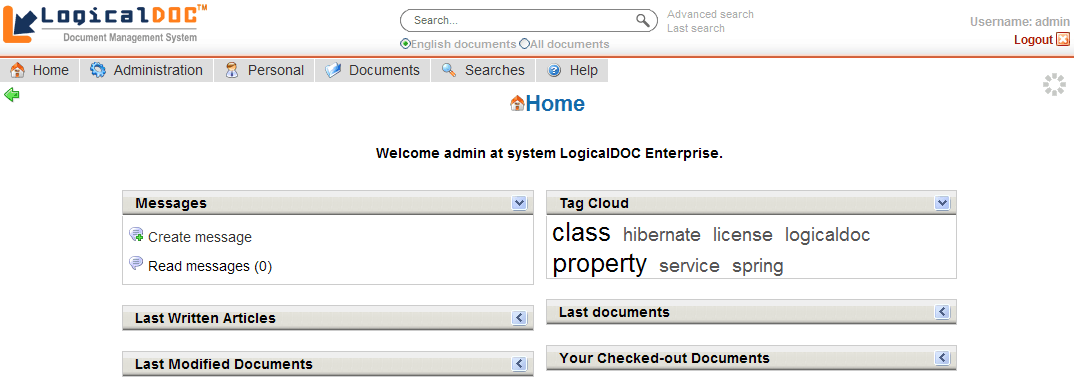 LogicalDOC™
Document Management System
Search...
Advanced search
Last search
English documents All documents
Username: admin
Logout
Home Administration Personal Documents Searches Help
Home
Welcome admin at system LogicalDOC Enterprise.
Messages
Create message
Read messages (0)
Last Written Articles
Last Modified Documents
Tag Cloud
class hibernate license logicaldoc
property service spring
Last documents
Your Checked-out Documents